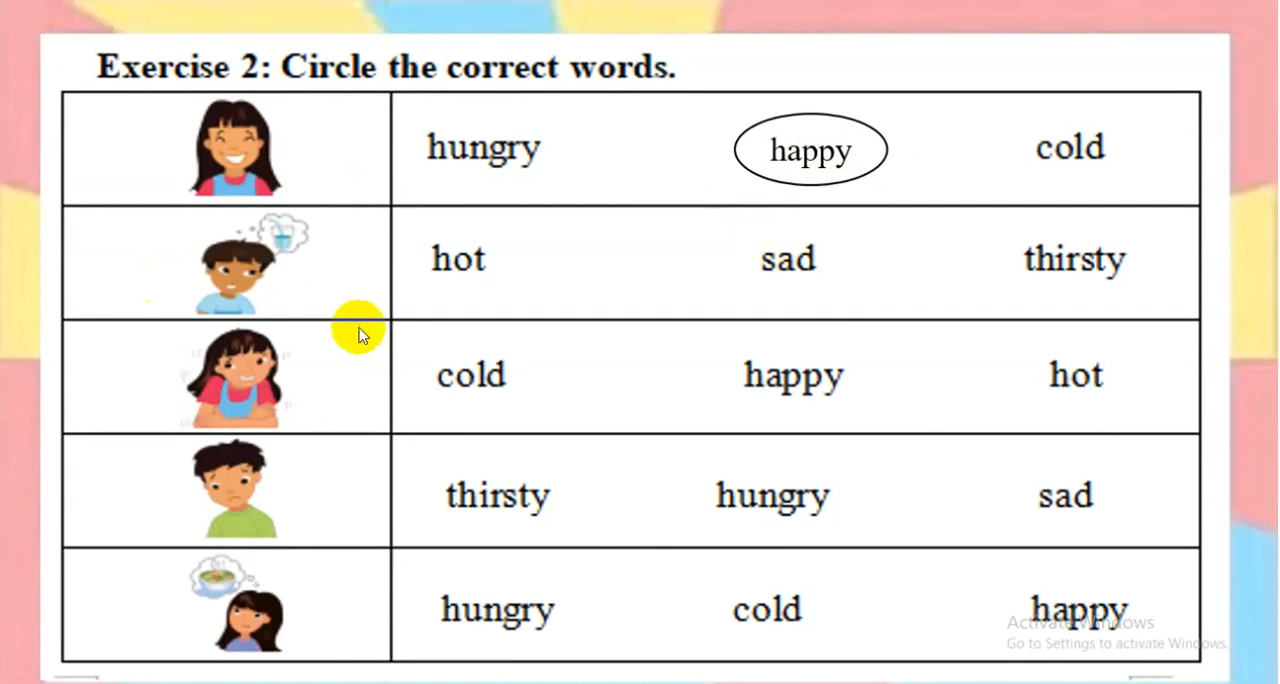 Exercise 2: Circle the correct words.
hungry happy cold
hot sad thirsty
cold happy hot
thirsty hungry sad
hungry cold happy
Activate Windows
Go to Settings to activate Windows.